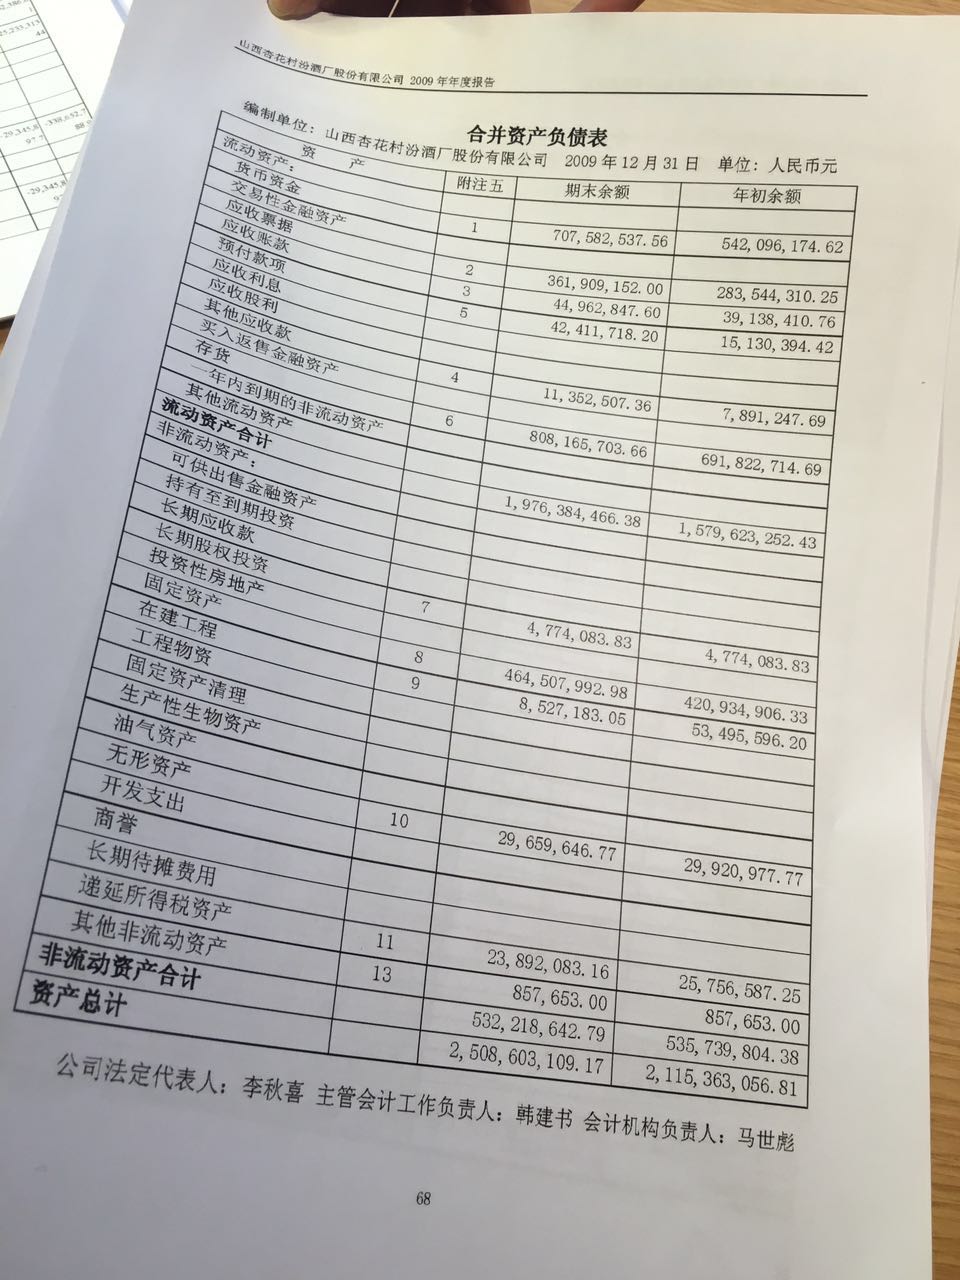 25,233,313
44
-29,345,8
-338,652,7
97.7
-29,345,8
山西杏花村汾酒厂股份有限公司 2009 年年度报告
合并资产负债表
编制单位：山西杏花村汾酒厂股份有限公司 2009 年 12 月 31 日 单位：人民币元
资 产 附注五 期末余额 年初余额
流动资产：
货币资金 1 707,582,537.56 542,096,174.62
交易性金融资产
应收票据 2 361,909,152.00 283,544,310.25
应收账款 3 44,962,847.60 39,138,410.76
预付款项 5 42,411,718.20 15,130,394.42
应收利息
应收股利
其他应收款 4 11,352,507.36 7,891,247.69
买入返售金融资产
存货 6 808,165,703.66 691,822,714.69
一年内到期的非流动资产
其他流动资产
流动资产合计 1,976,384,466.38 1,579,623,252.43
非流动资产：
可供出售金融资产
持有至到期投资
长期应收款
长期股权投资 7 4,774,083.83 4,774,083.83
投资性房地产
固定资产 8 464,507,992.98 420,934,906.33
在建工程 9 8,527,183.05 53,495,596.20
工程物资
固定资产清理
生产性生物资产
油气资产
无形资产 10 29,659,646.77 29,920,977.77
开发支出
商誉
长期待摊费用
递延所得税资产 11 23,892,083.16 25,756,587.25
其他非流动资产 13 857,653.00 857,653.00
非流动资产合计 532,218,642.79 535,739,804.38
资产总计 2,508,603,109.17 2,115,363,056.81
公司法定代表人：李秋喜 主管会计工作负责人：韩建书 会计机构负责人：马世彪
68